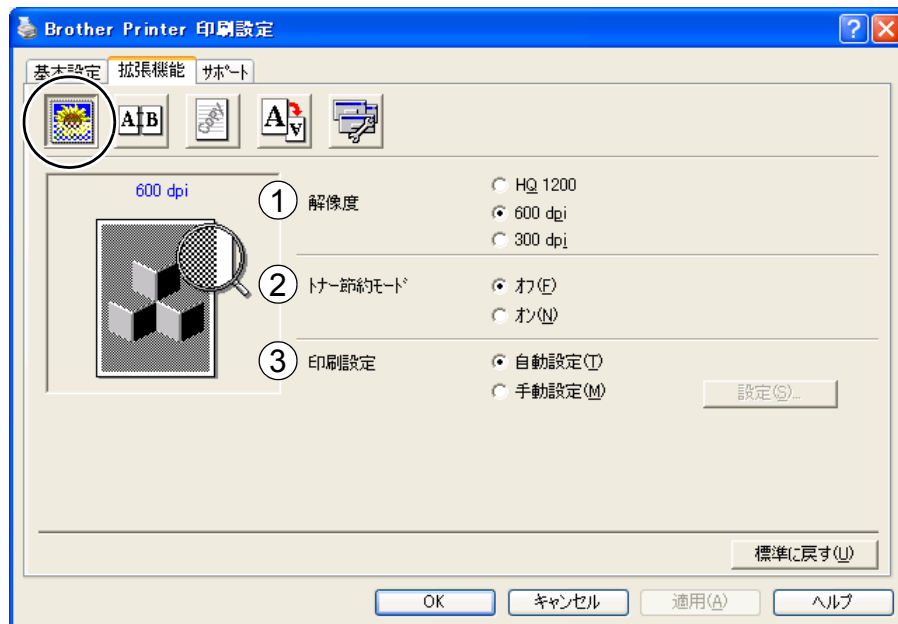 Brother Printer 印刷設定
基本設定 拡張機能 サポート
A B Copy A A
600 dpi
① 解像度 HQ 1200
600 dpi
300 dpi
② トナー節約モード オフ(F)
オン(N)
③ 印刷設定 自動設定(T)
手動設定(M) 設定(S)...
標準に戻す(U)
OK キャンセル 適用(A) ヘルプ